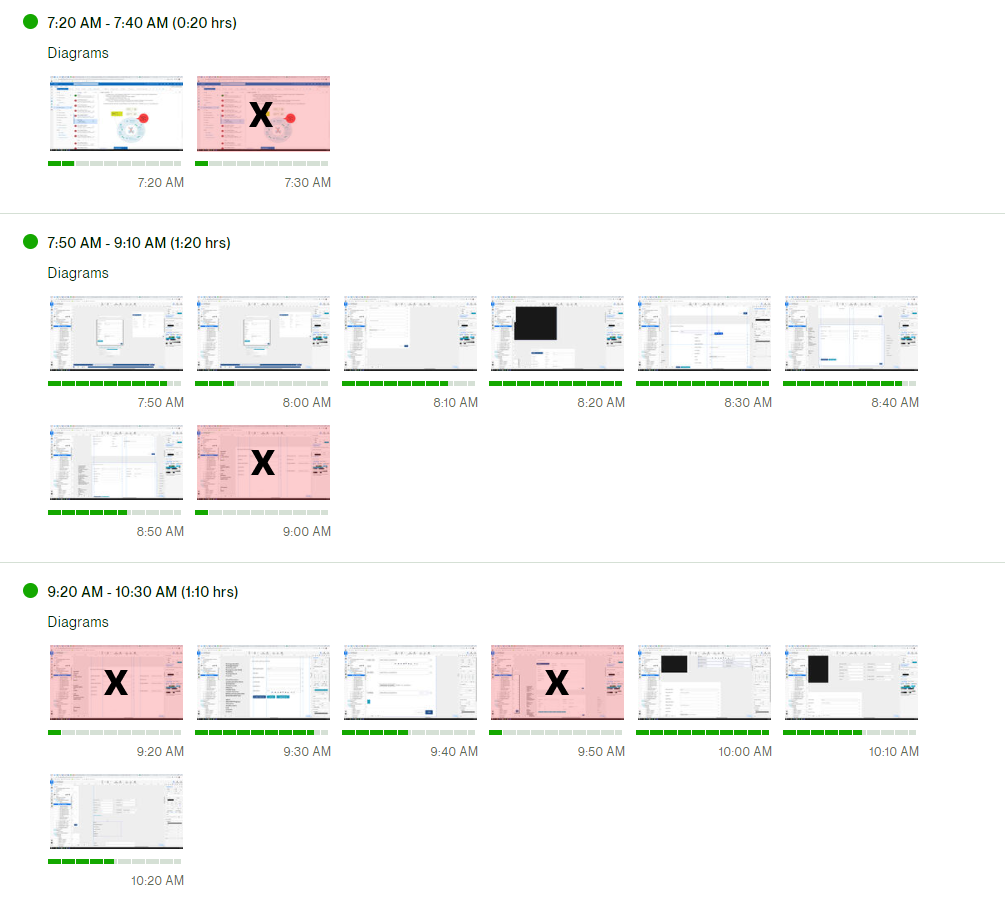 7:20 AM - 7:40 AM (0:20 hrs)
Diagrams
X
7:20 AM
7:30 AM
7:50 AM - 9:10 AM (1:20 hrs)
Diagrams
7:50 AM
8:00 AM
8:10 AM
8:20 AM
8:30 AM
8:40 AM
X
8:50 AM
9:00 AM
9:20 AM - 10:30 AM (1:10 hrs)
Diagrams
X
X
9:20 AM
9:30 AM
9:40 AM
9:50 AM
10:00 AM
10:10 AM
10:20 AM